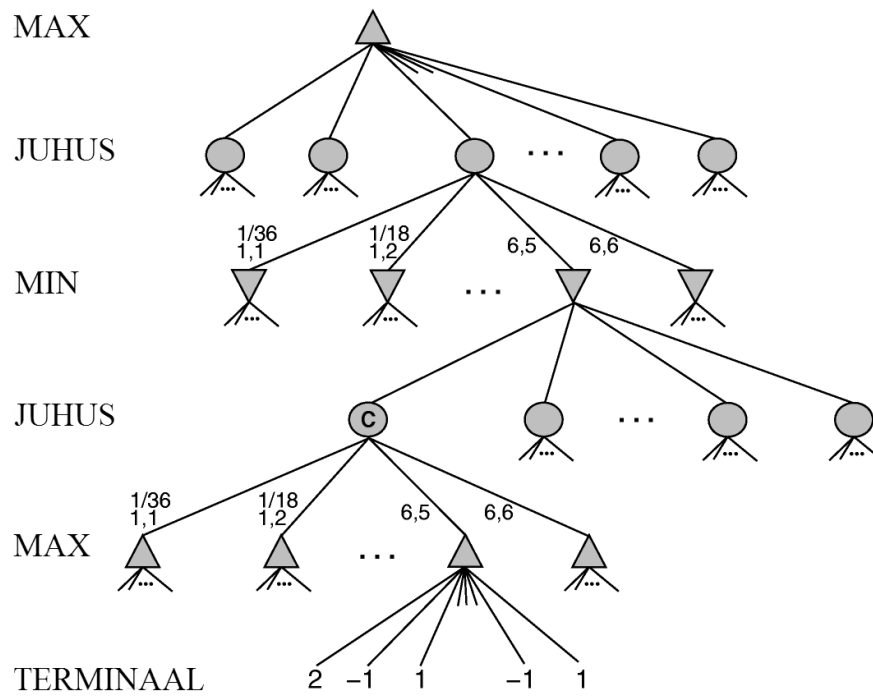 MAX
JUHUS
...
... ... ... ... ...
1/36 1/18
1,1 1,2 6,5 6,6
MIN
...
... ... ...
JUHUS
C
...
... ... ...
1/36 1/18
1,1 1,2 6,5 6,6
MAX
...
... ... ...
TERMINAAL 2 −1 1 −1 1